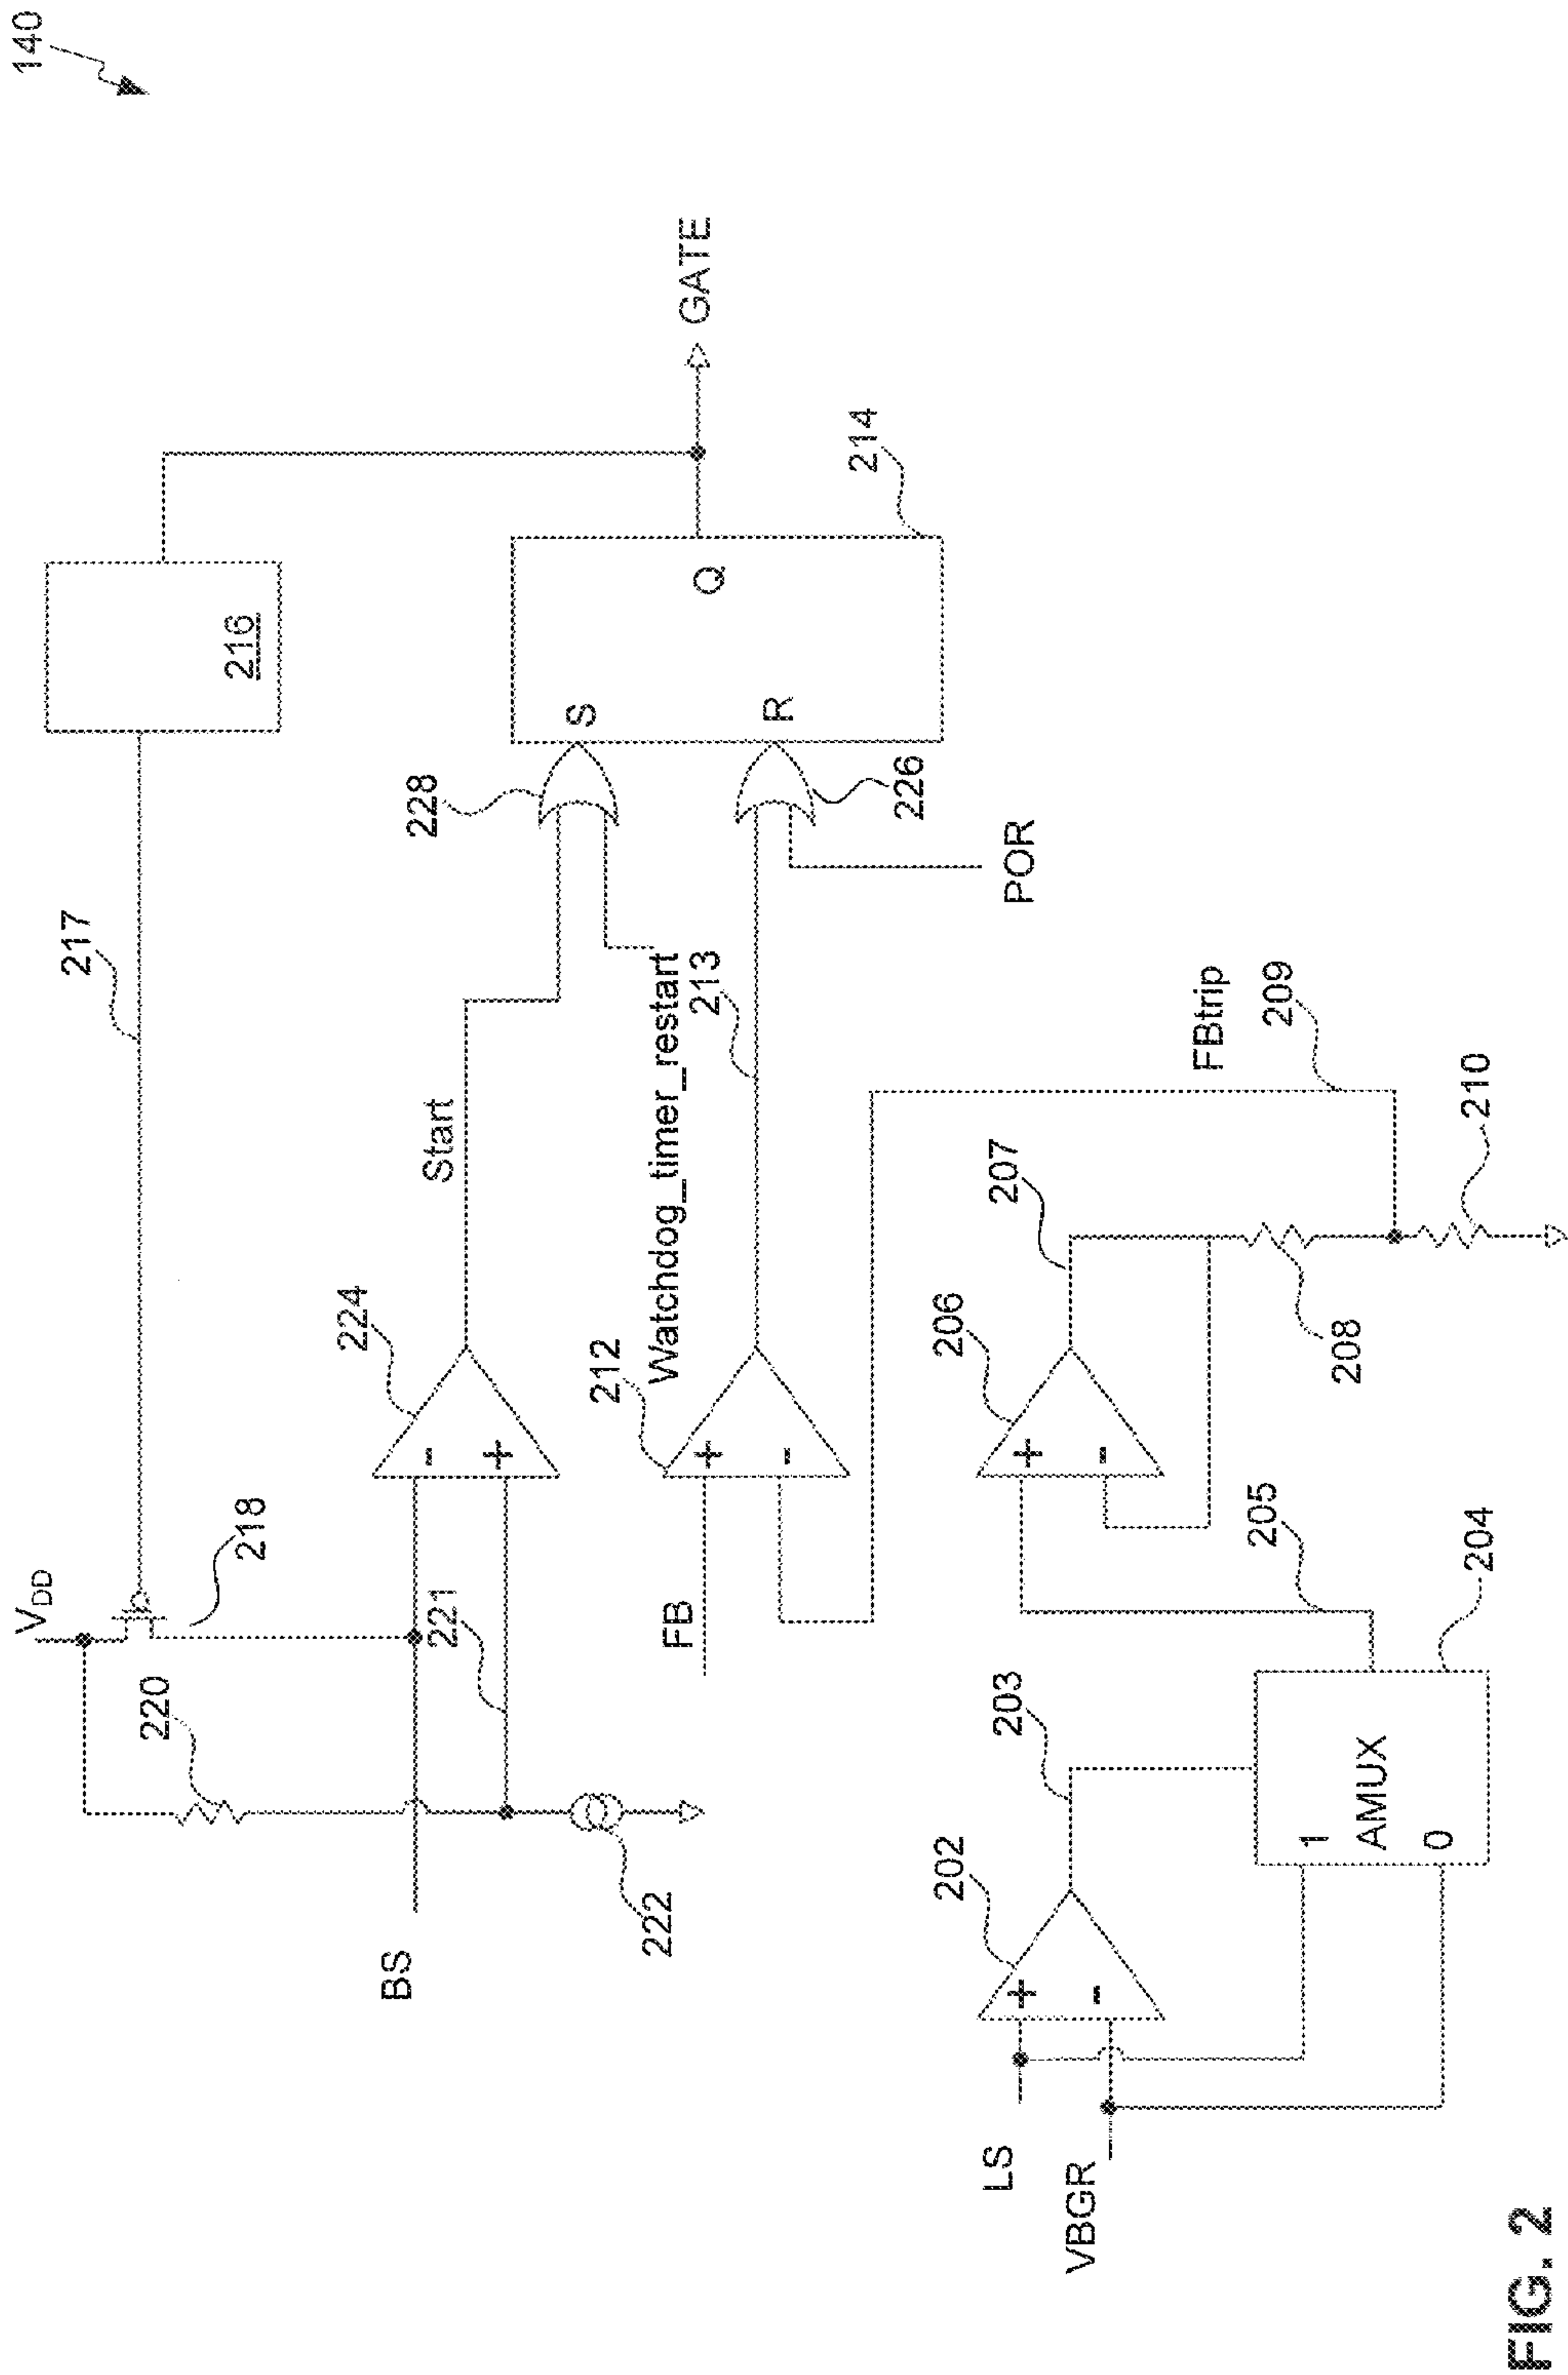 140
V_DD
217
216
218
220
224
Start
228
S
Q
GATE
-
+
BS
221
222
Watchdog_timer_restart
212
+
-
FB
213
R
226
214
POR
FBtrip
209
207
206
+
-
208
210
205
203
202
+
-
LS
VBGR
1
AMUX
0
204
FIG. 2